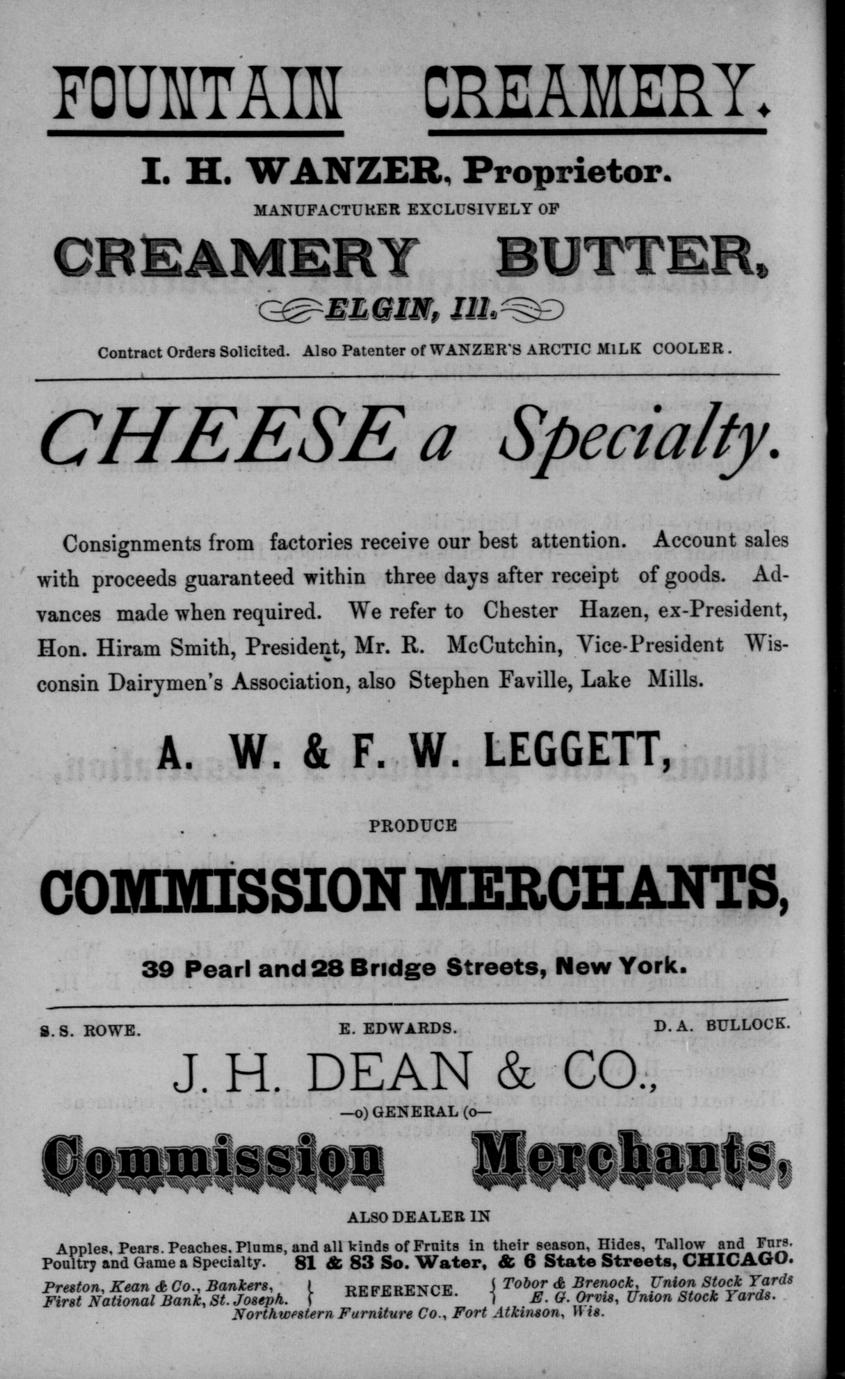 FOUNTAIN CREAMERY.
I. H. WANZER, Proprietor.
MANUFACTURER EXCLUSIVELY OF
CREAMERY BUTTER,
ELGIN, Ill.
Contract Orders Solicited. Also Patenter of WANZER'S ARCTIC MILK COOLER.
CHEESE a Specialty.
Consignments from factories receive our best attention. Account sales
with proceeds guaranteed within three days after receipt of goods. Ad-
vances made when required. We refer to Chester Hazen, ex-President,
Hon. Hiram Smith, President, Mr. R. McCutchin, Vice-President Wis-
consin Dairymen's Association, also Stephen Faville, Lake Mills.
A. W. & F. W. LEGGETT,
PRODUCE
COMMISSION MERCHANTS,
39 Pearl and 28 Bridge Streets, New York.
S. S. ROWE. E. EDWARDS. D. A. BULLOCK.
J. H. DEAN & CO.,
—o) GENERAL (o—
Commission Merchants,
ALSO DEALER IN
Apples, Pears. Peaches. Plums, and all kinds of Fruits in their season, Hides, Tallow and Furs.
Poultry and Game a Specialty. 81 & 83 So. Water, & 6 State Streets, CHICAGO.
Preston, Kean & Co., Bankers, } REFERENCE. { Tobor & Brenock, Union Stock Yards
First National Bank, St. Joseph. E. G. Orvis, Union Stock Yards.
Northwestern Furniture Co., Fort Atkinson, Wis.